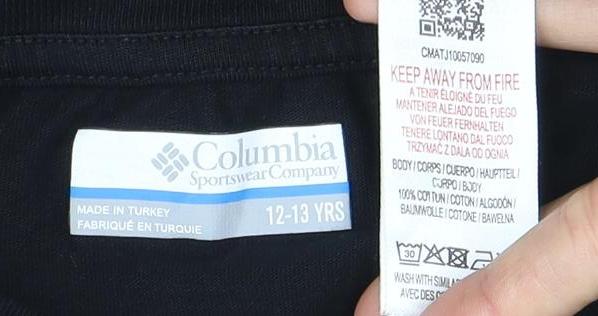 Columbia
Sportswear Company
MADE IN TURKEY
FABRIQUÉ EN TURQUIE
12-13 YRS
CMATJ10057090
KEEP AWAY FROM FIRE
A TENIR ÉLOIGNÉ DU FEU
MANTENER ALEJADO DEL FUEGO
VON FEUER FERNHALTEN
TENERE LONTANO DAL FUOCO
TRZYMAĆ Z DALA OD OGNIA
BODY / CORPS / CUERPO / HAUPTTEIL /
CORPO / BODY
100% COTTON / COTON / ALGODÓN /
BAUMWOLLE / COTONE / BAWEŁNA
30
WASH WITH
AVEC DES